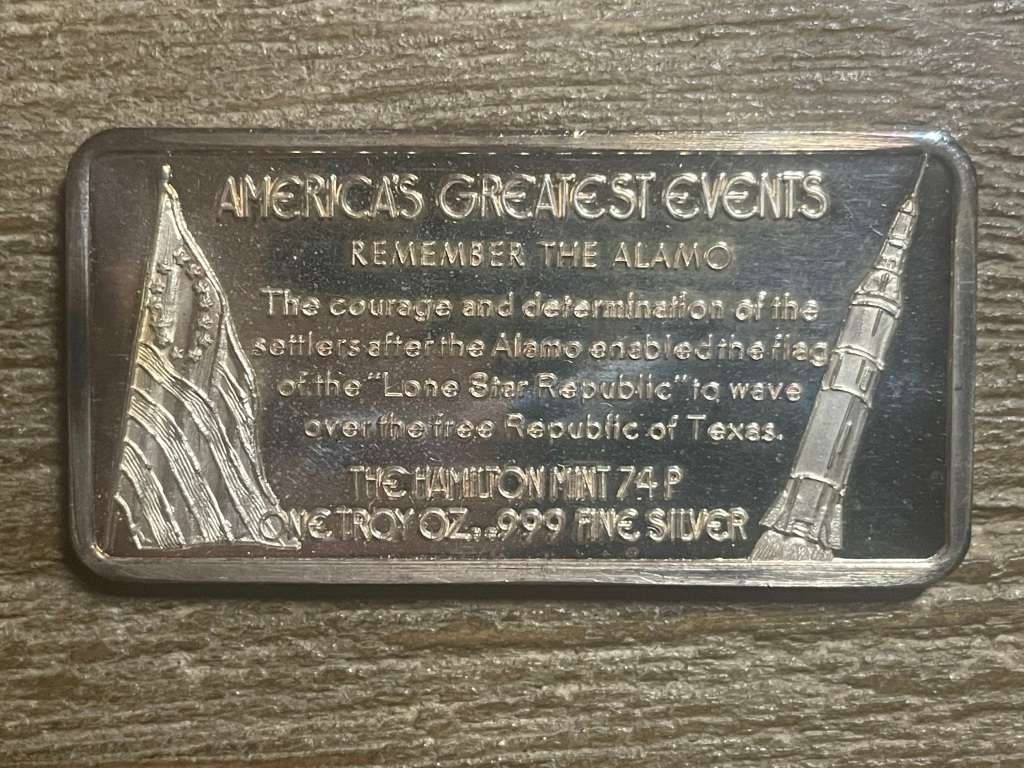 AMERICA'S GREATEST EVENTS
REMEMBER THE ALAMO
The courage and determination of the
settlers after the Alamo enabled the flag
of the "Lone Star Republic" to wave
over the free Republic of Texas.
THE HAMILTON MINT 74 P
ONE TROY OZ. .999 FINE SILVER